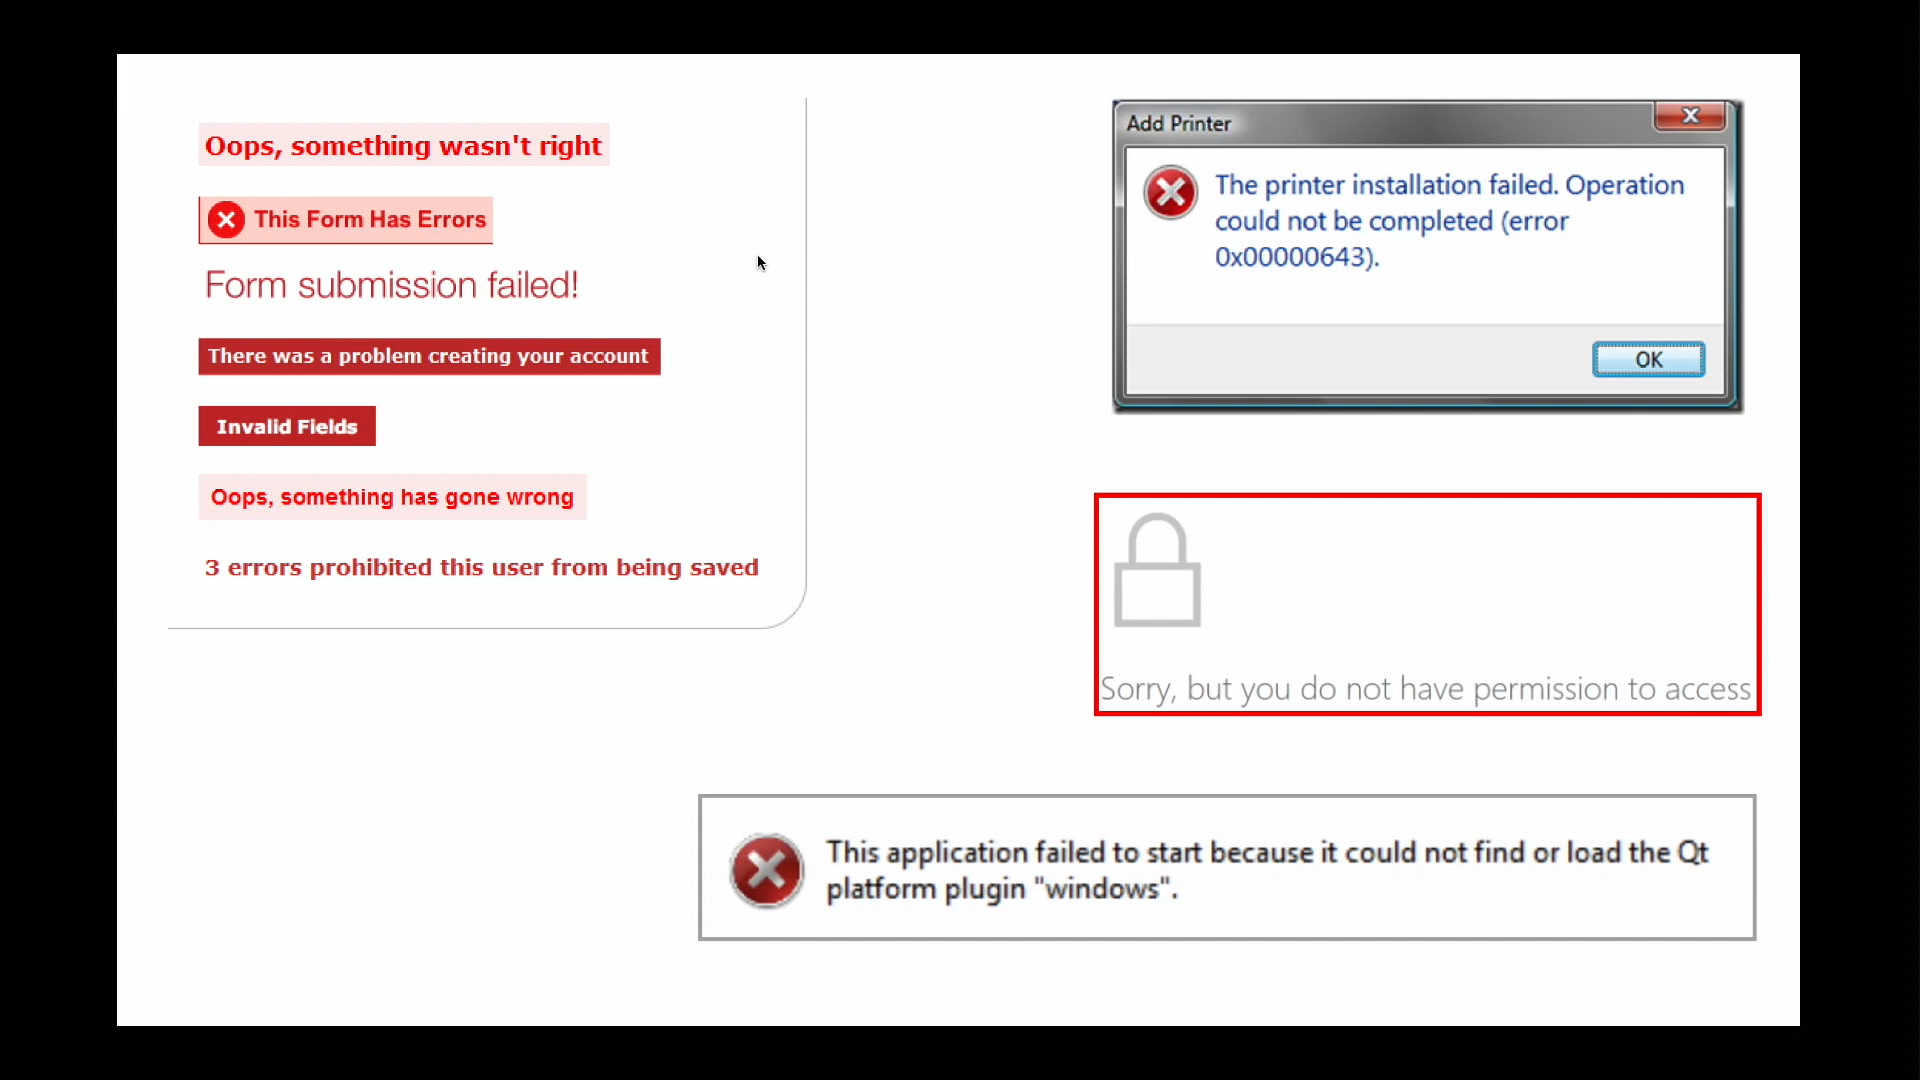 Oops, something wasn't right
This Form Has Errors
Form submission failed!
There was a problem creating your account
Invalid Fields
Oops, something has gone wrong
3 errors prohibited this user from being saved
Add Printer
The printer installation failed. Operation
could not be completed (error
0x00000643).
OK
Sorry, but you do not have permission to access
This application failed to start because it could not find or load the Qt
platform plugin "windows".